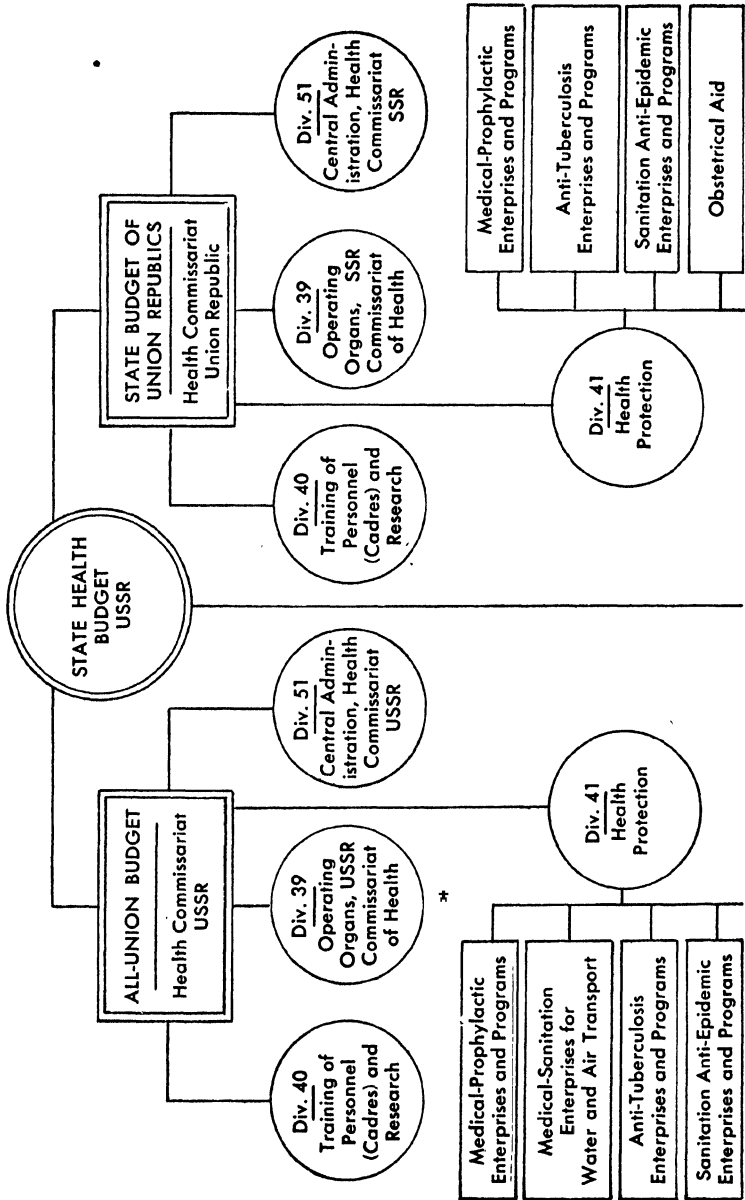 STATE HEALTH
BUDGET
USSR
ALL-UNION BUDGET
Health Commissariat
USSR
STATE BUDGET OF
UNION REPUBLICS
Health Commissariat
Union Republic
Div. 40
Training of
Personnel
(Cadres) and
Research
Div. 39
Operating
Organs, USSR
Commissariat
of Health
Div. 51
Central Admin-
istration, Health
Commissariat
USSR
Div. 40
Training of
Personnel
(Cadres) and
Research
Div. 39
Operating
Organs, SSR
Commissariat
of Health
Div. 51
Central Admin-
istration, Health
Commissariat
SSR
*
Div. 41
Health
Protection
Medical-Prophylactic
Enterprises and Programs
Medical-Sanitation
Enterprises for
Water and Air Transport
Anti-Tuberculosis
Enterprises and Programs
Sanitation Anti-Epidemic
Enterprises and Programs
Div. 41
Health
Protection
Medical-Prophylactic
Enterprises and Programs
Anti-Tuberculosis
Enterprises and Programs
Sanitation Anti-Epidemic
Enterprises and Programs
Obstetrical Aid